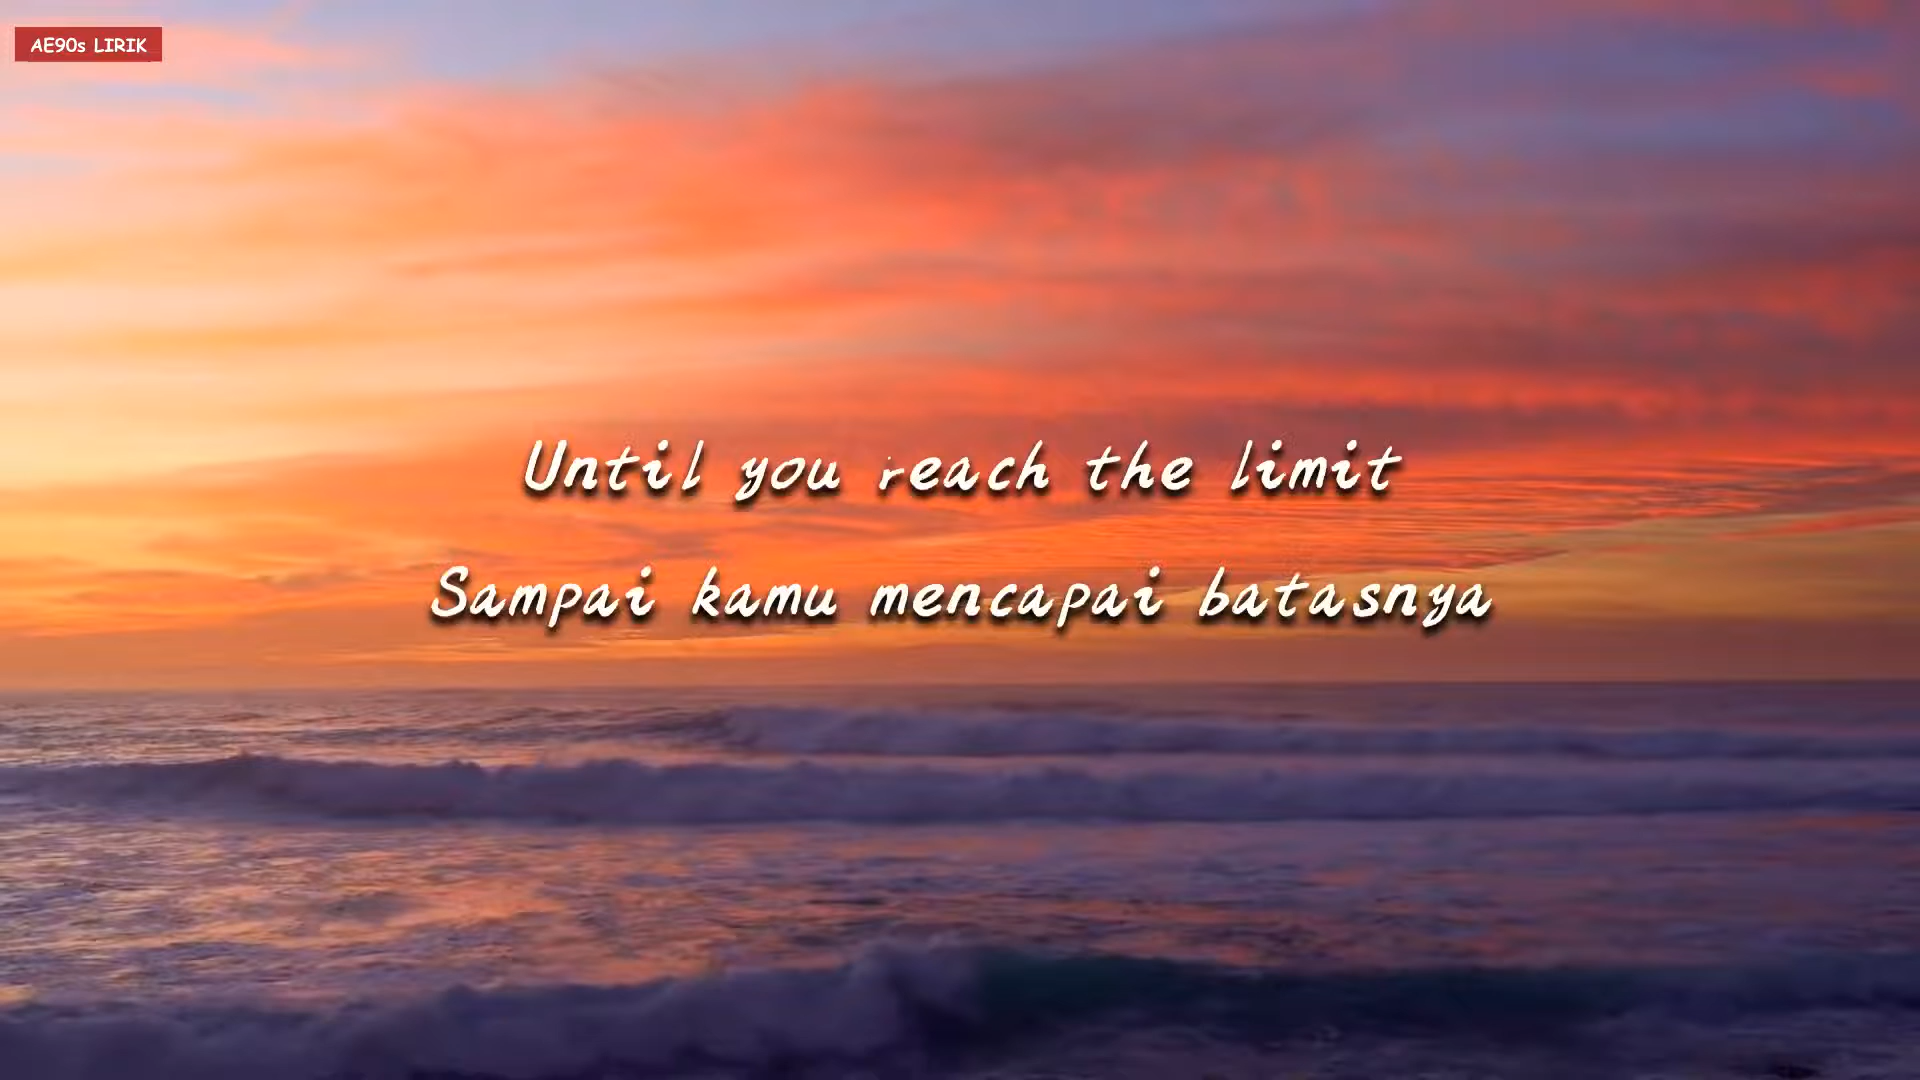 AE90s LIRIK
Until you reach the limit
Sampai kamu mencapai batasnya